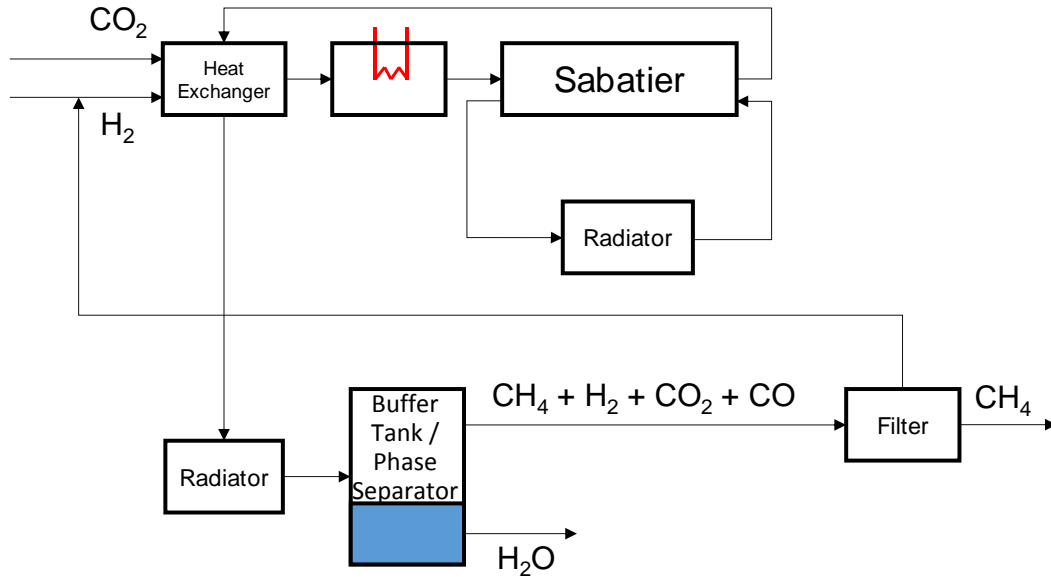 CO₂
H₂
Heat
Exchanger
Sabatier
Radiator
Radiator
Buffer
Tank /
Phase
Separator
CH₄ + H₂ + CO₂ + CO
H₂O
Filter
CH₄